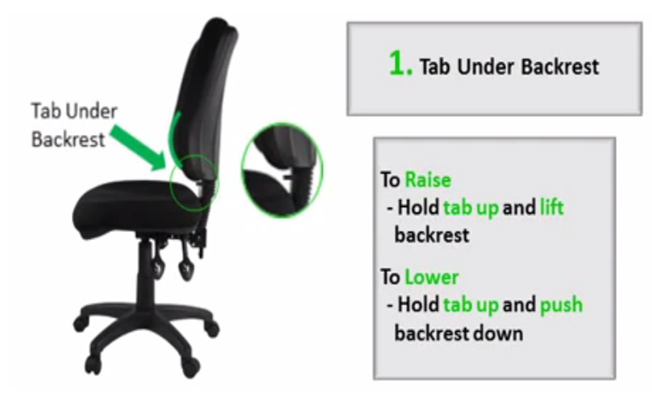 Tab Under
Backrest
1. Tab Under Backrest
To Raise
- Hold tab up and lift
backrest
To Lower
- Hold tab up and push
backrest down